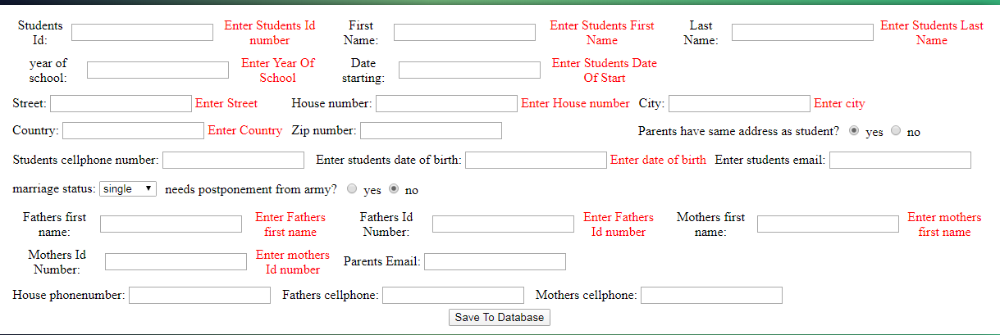 Students Id: Enter Students Id number First Name: Enter Students First Name Last Name: Enter Students Last Name
year of school: Enter Year Of School Date starting: Enter Students Date Of Start
Street: Enter Street House number: Enter House number City: Enter city
Country: Enter Country Zip number: Parents have same address as student? yes no
Students cellphone number: Enter students date of birth: Enter date of birth Enter students email:
marriage status: single needs postponement from army? yes no
Fathers first name: Enter Fathers first name Fathers Id Number: Enter Fathers Id number Mothers first name: Enter mothers first name
Mothers Id Number: Enter mothers Id number Parents Email:
House phonenumber: Fathers cellphone: Mothers cellphone:
Save To Database